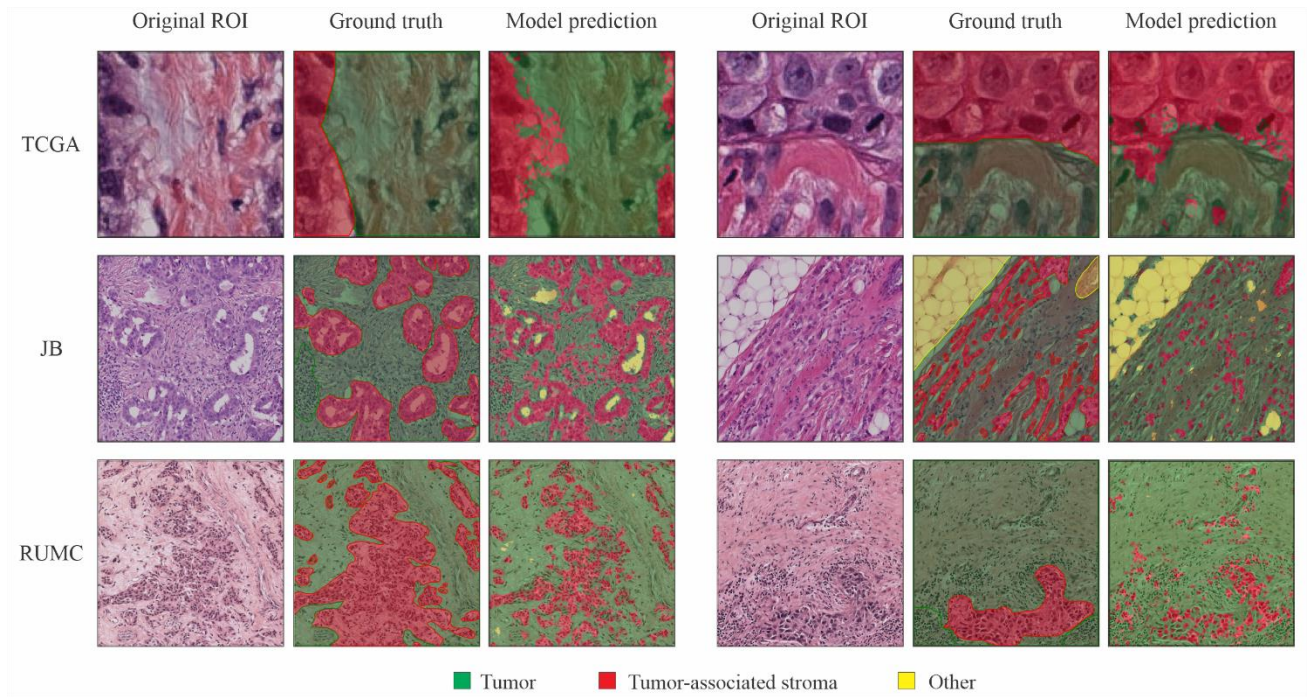 Original ROI Ground truth Model prediction Original ROI Ground truth Model prediction
TCGA
JB
RUMC
Tumor Tumor-associated stroma Other